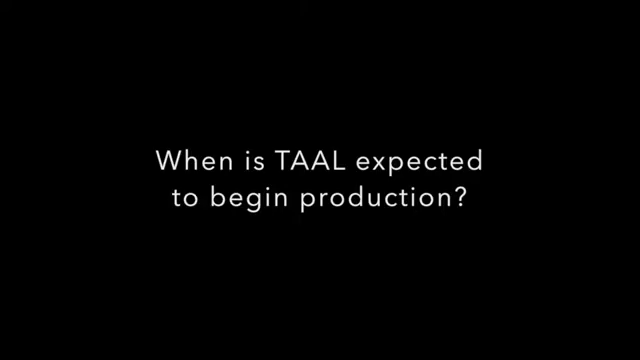 When is TAAL expected
to begin production?